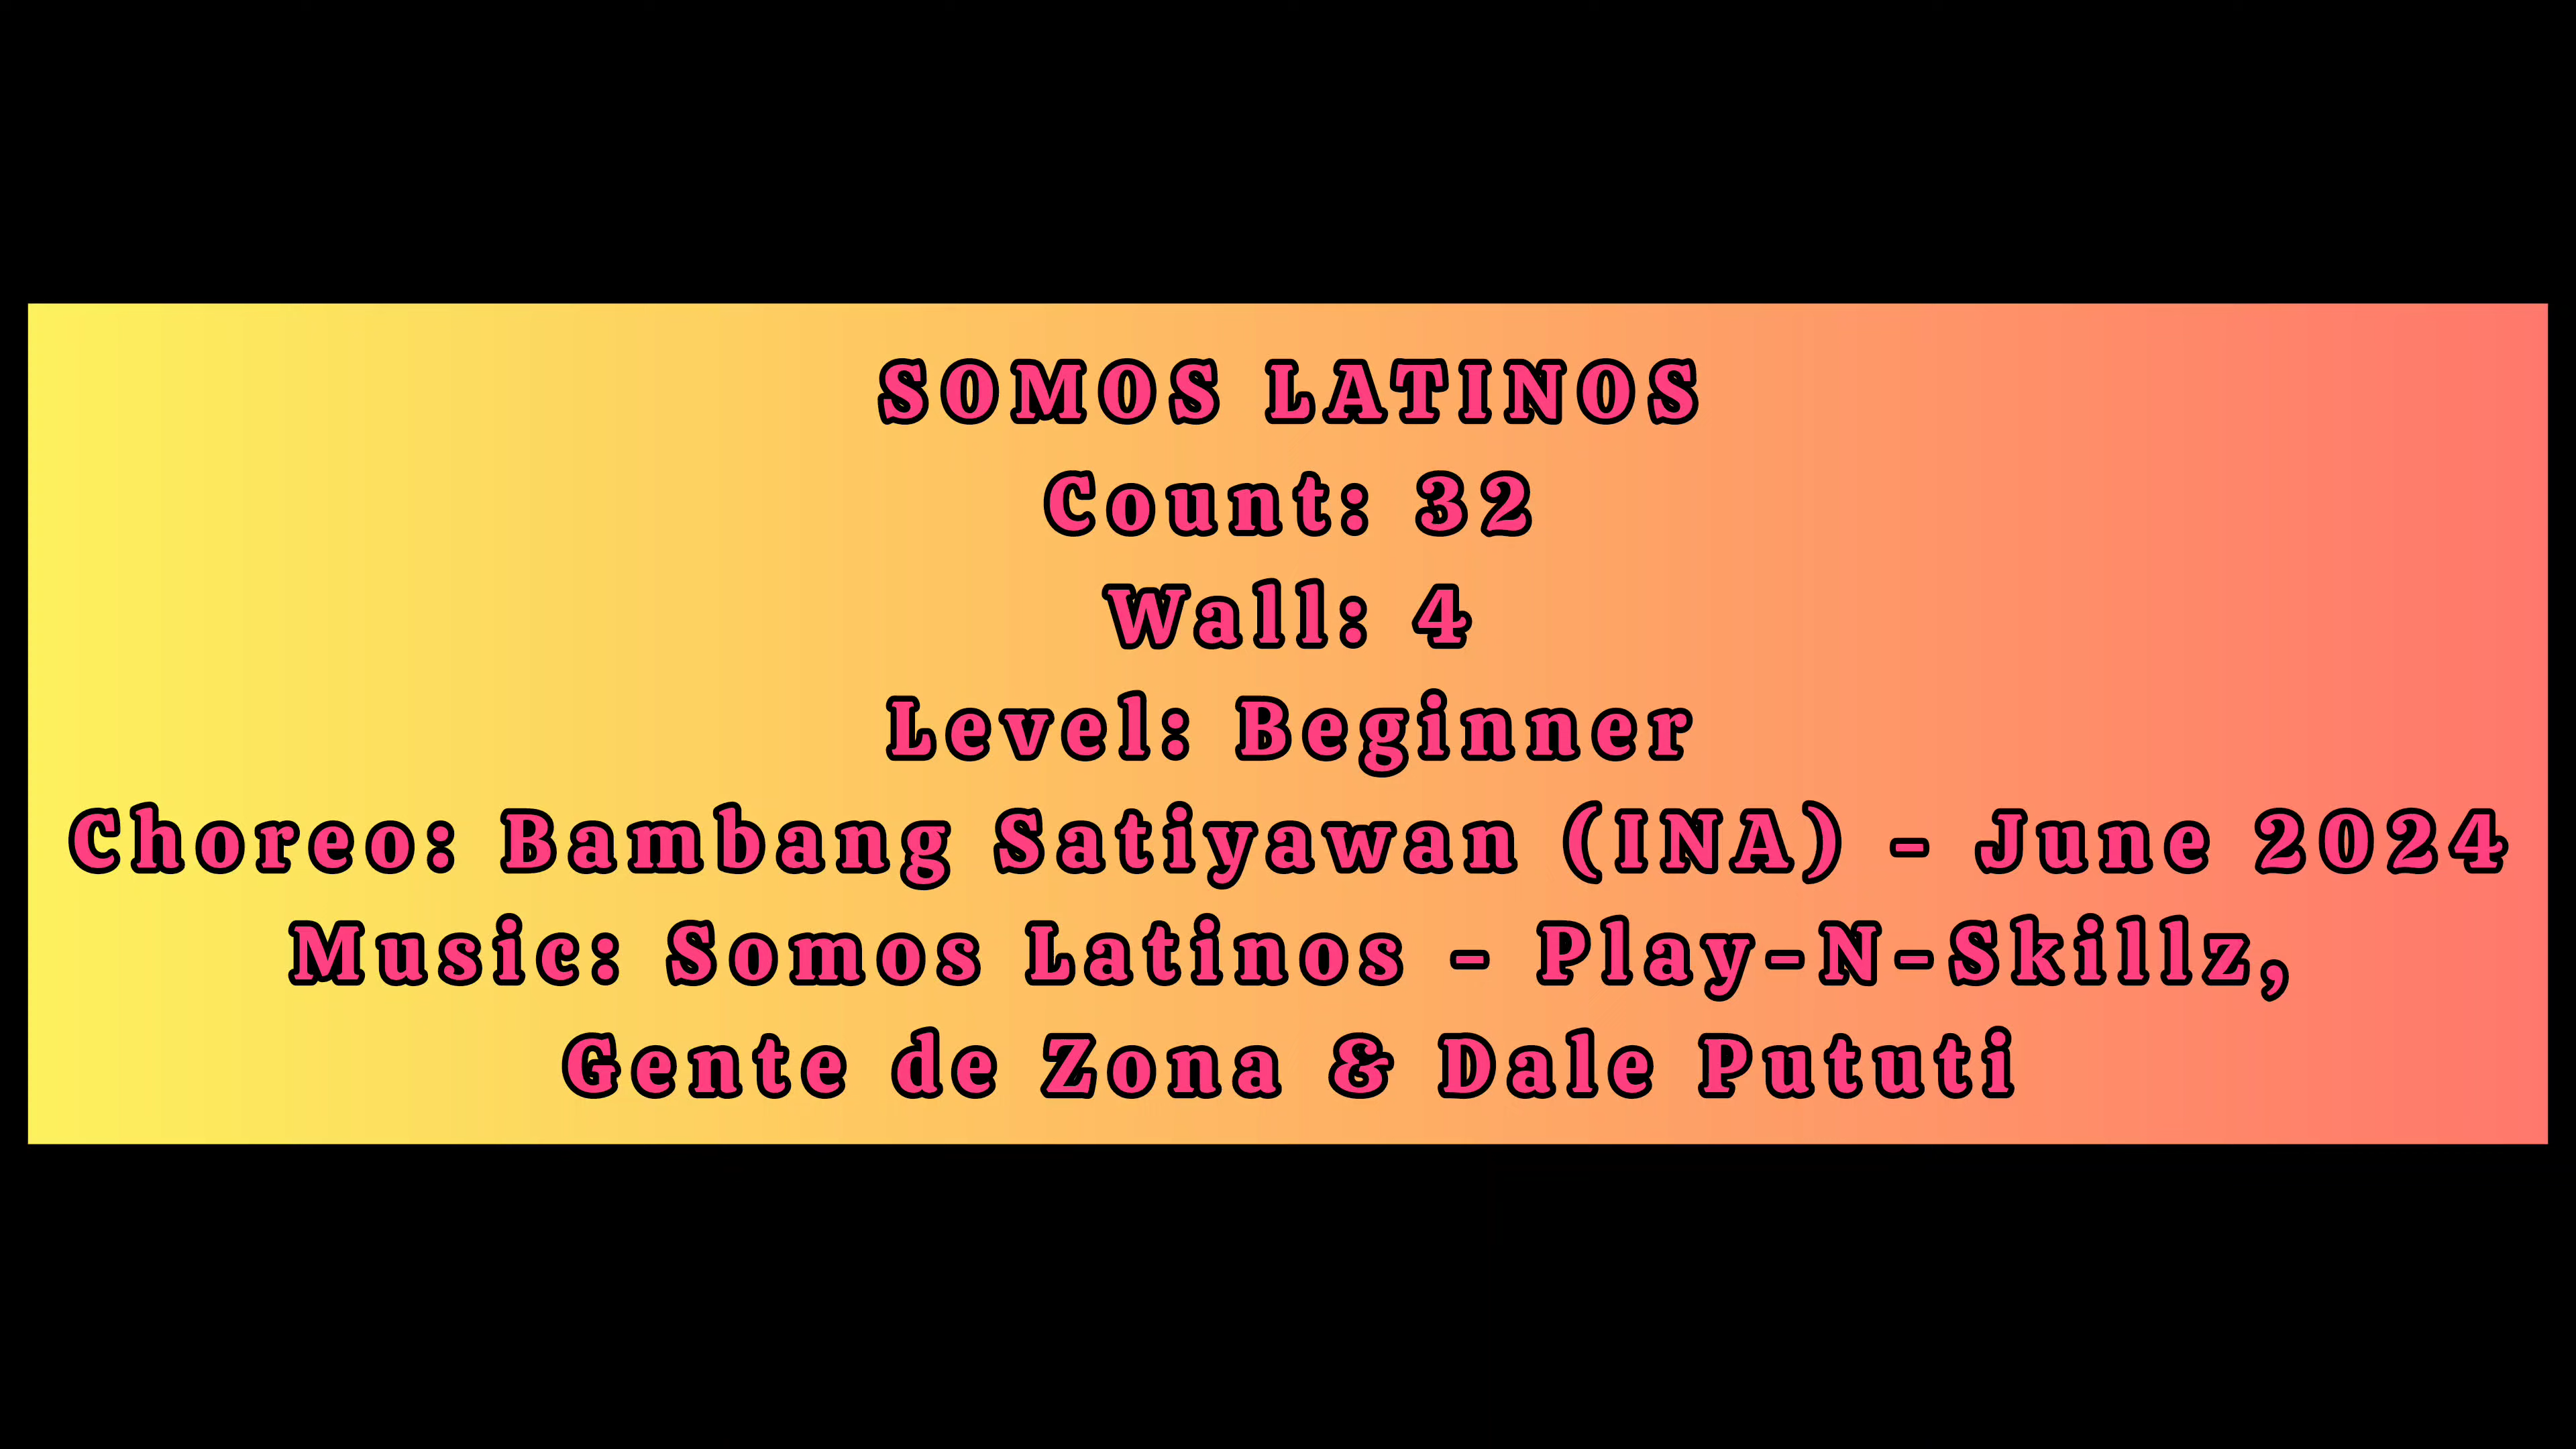 SOMOS LATINOS
Count: 32
Wall: 4
Level: Beginner
Choreo: Bambang Satiyawan (INA) - June 2024
Music: Somos Latinos - Play-N-Skillz,
Gente de Zona & Dale Pututi